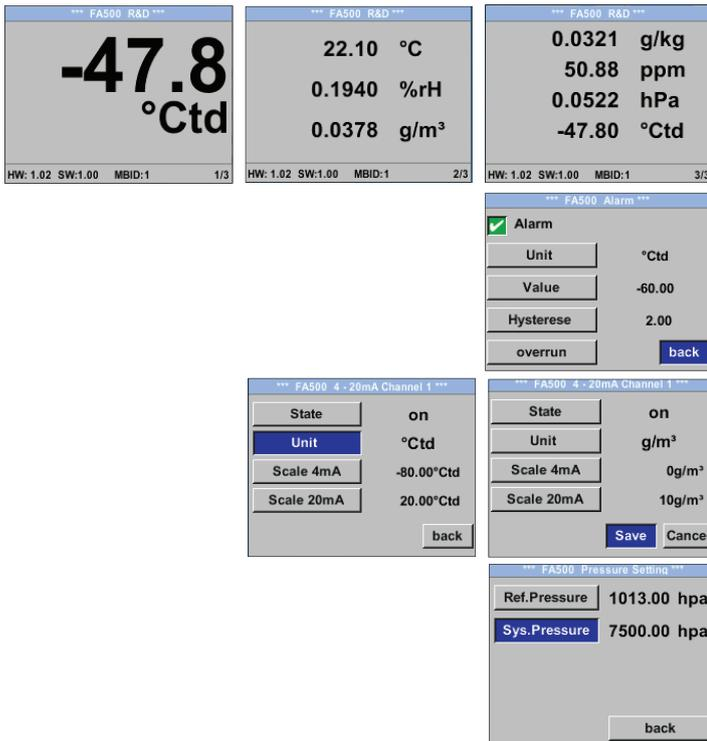 *** FA500 R&D ***
-47.8
°Ctd
HW: 1.02 SW:1.00 MBID:1 1/3
*** FA500 R&D ***
22.10 °C
0.1940 %rH
0.0378 g/m³
HW: 1.02 SW:1.00 MBID:1 2/3
*** FA500 R&D ***
0.0321 g/kg
50.88 ppm
0.0522 hPa
-47.80 °Ctd
HW: 1.02 SW:1.00 MBID:1 3/3
*** FA500 Alarm ***
Alarm
Unit °Ctd
Value -60.00
Hysterese 2.00
overrun back
*** FA500 4 - 20mA Channel 1 ***
State on
Unit °Ctd
Scale 4mA -80.00°Ctd
Scale 20mA 20.00°Ctd
back
*** FA500 4 - 20mA Channel 1 ***
State on
Unit g/m³
Scale 4mA 0g/m³
Scale 20mA 10g/m³
Save Cance
*** FA500 Pressure Setting ***
Ref.Pressure 1013.00 hpa
Sys.Pressure 7500.00 hpa
back